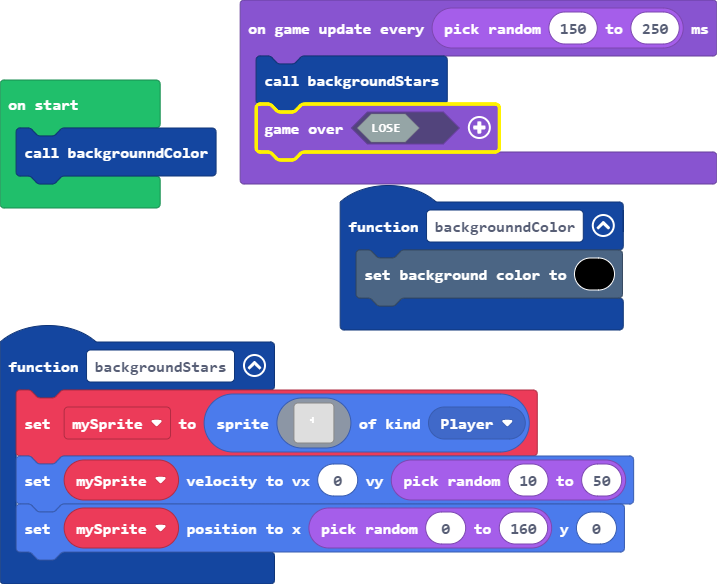 on game update every pick random 150 to 250 ms
call backgroundStars
game over LOSE
on start
call backgrounndColor
function backgrounndColor
set background color to
function backgroundStars
set mySprite to sprite of kind Player
set mySprite velocity to vx 0 vy pick random 10 to 50
set mySprite position to x pick random 0 to 160 y 0